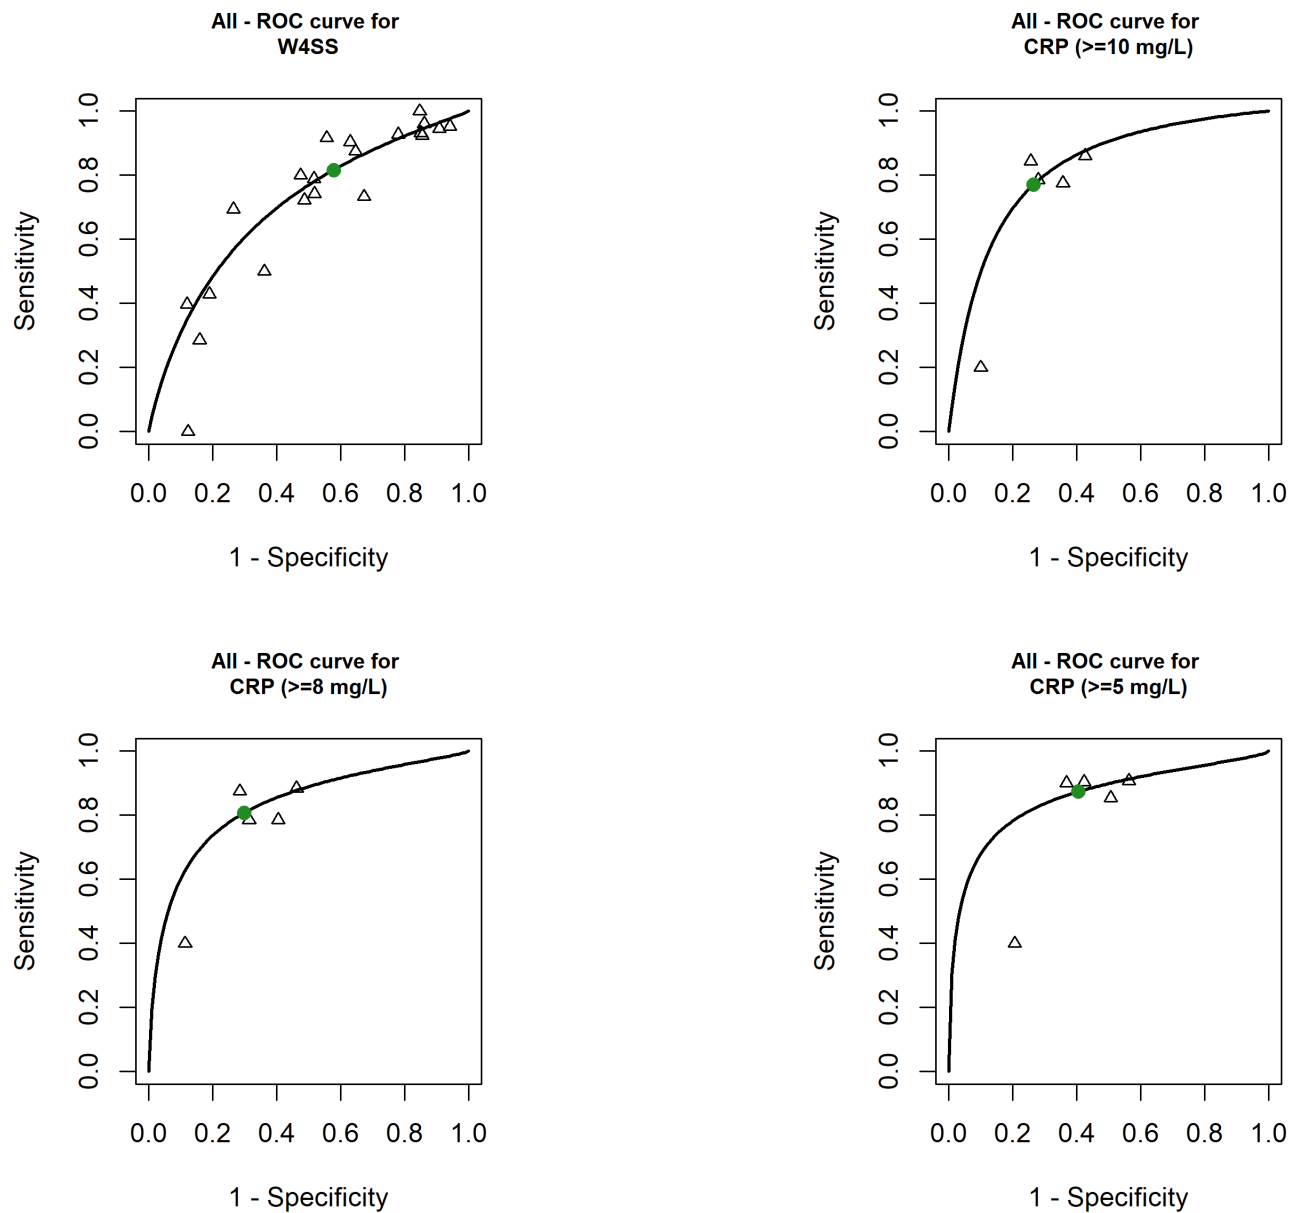 All - ROC curve for
W4SS
1.0
0.8
0.6
0.4
0.2
0.0
Sensitivity
0.0 0.2 0.4 0.6 0.8 1.0
1 - Specificity
All - ROC curve for
CRP (>=10 mg/L)
1.0
0.8
0.6
0.4
0.2
0.0
Sensitivity
0.0 0.2 0.4 0.6 0.8 1.0
1 - Specificity
All - ROC curve for
CRP (>=8 mg/L)
1.0
0.8
0.6
0.4
0.2
0.0
Sensitivity
0.0 0.2 0.4 0.6 0.8 1.0
1 - Specificity
All - ROC curve for
CRP (>=5 mg/L)
1.0
0.8
0.6
0.4
0.2
0.0
Sensitivity
0.0 0.2 0.4 0.6 0.8 1.0
1 - Specificity